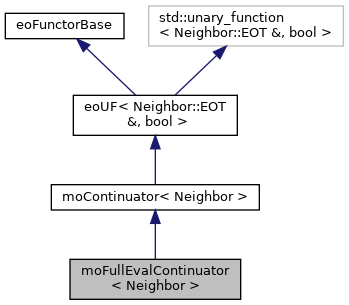 eoFunctorBase
std::unary_function
< Neighbor::EOT &, bool >
eoUF< Neighbor::EOT
&, bool >
moContinuator< Neighbor >
moFullEvalContinuator
< Neighbor >